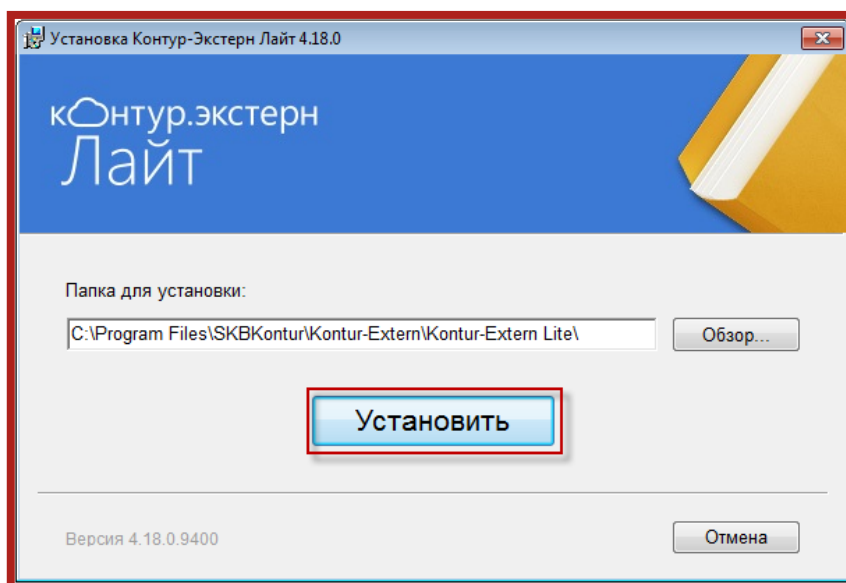 Установка Контур-Экстерн Лайт 4.18.0
контур.экстерн
Лайт
Папка для установки:
C:\Program Files\SKBKontur\Kontur-Extern\Kontur-Extern Lite\
Обзор...
Установить
Версия 4.18.0.9400
Отмена